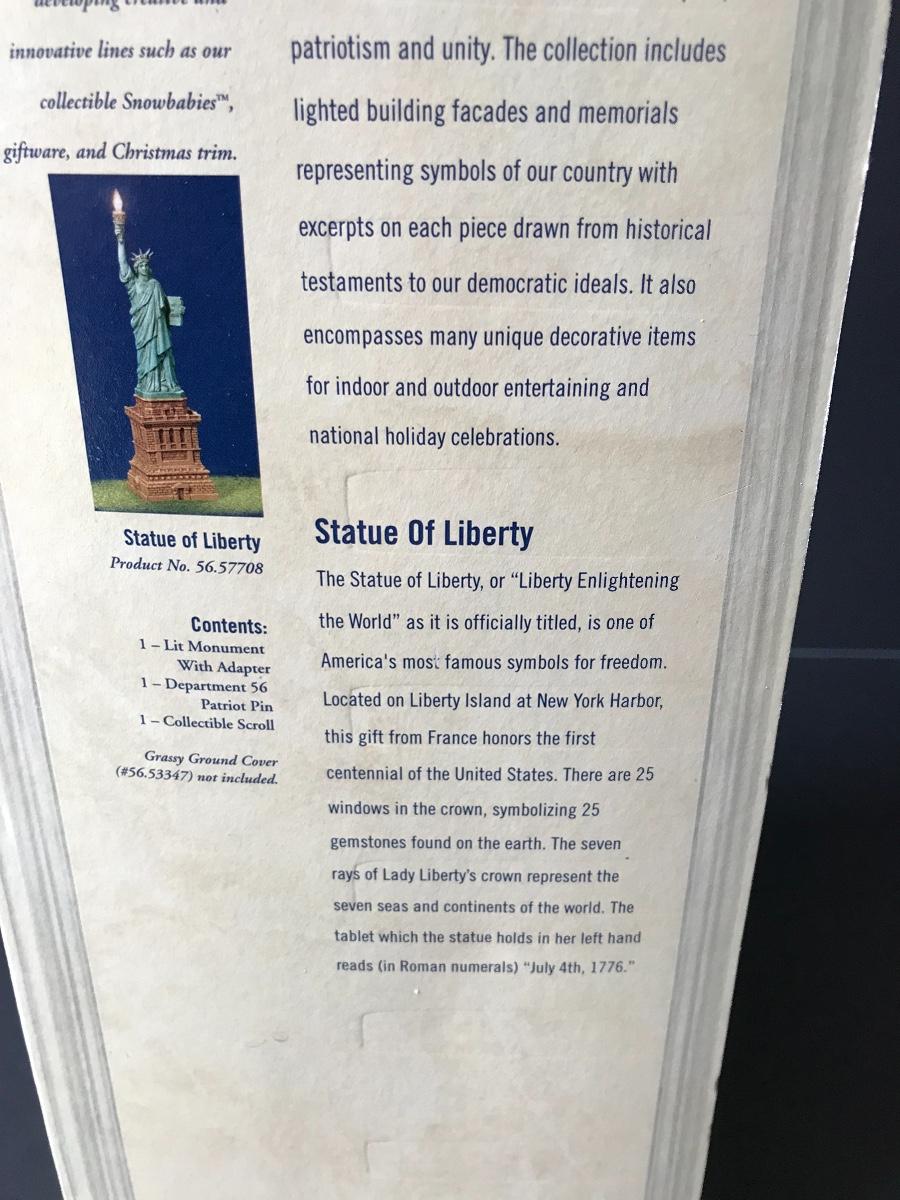 developing creative and
innovative lines such as our
collectible Snowbabies™,
giftware, and Christmas trim.
Statue of Liberty
Product No. 56.57708
Contents:
1 – Lit Monument
With Adapter
1 – Department 56
Patriot Pin
1 – Collectible Scroll
Grassy Ground Cover
(#56.53347) not included.
patriotism and unity. The collection includes
lighted building facades and memorials
representing symbols of our country with
excerpts on each piece drawn from historical
testaments to our democratic ideals. It also
encompasses many unique decorative items
for indoor and outdoor entertaining and
national holiday celebrations.
Statue Of Liberty
The Statue of Liberty, or “Liberty Enlightening
the World” as it is officially titled, is one of
America's most famous symbols for freedom.
Located on Liberty Island at New York Harbor,
this gift from France honors the first
centennial of the United States. There are 25
windows in the crown, symbolizing 25
gemstones found on the earth. The seven
rays of Lady Liberty's crown represent the
seven seas and continents of the world. The
tablet which the statue holds in her left hand
reads (in Roman numerals) “July 4th, 1776.”